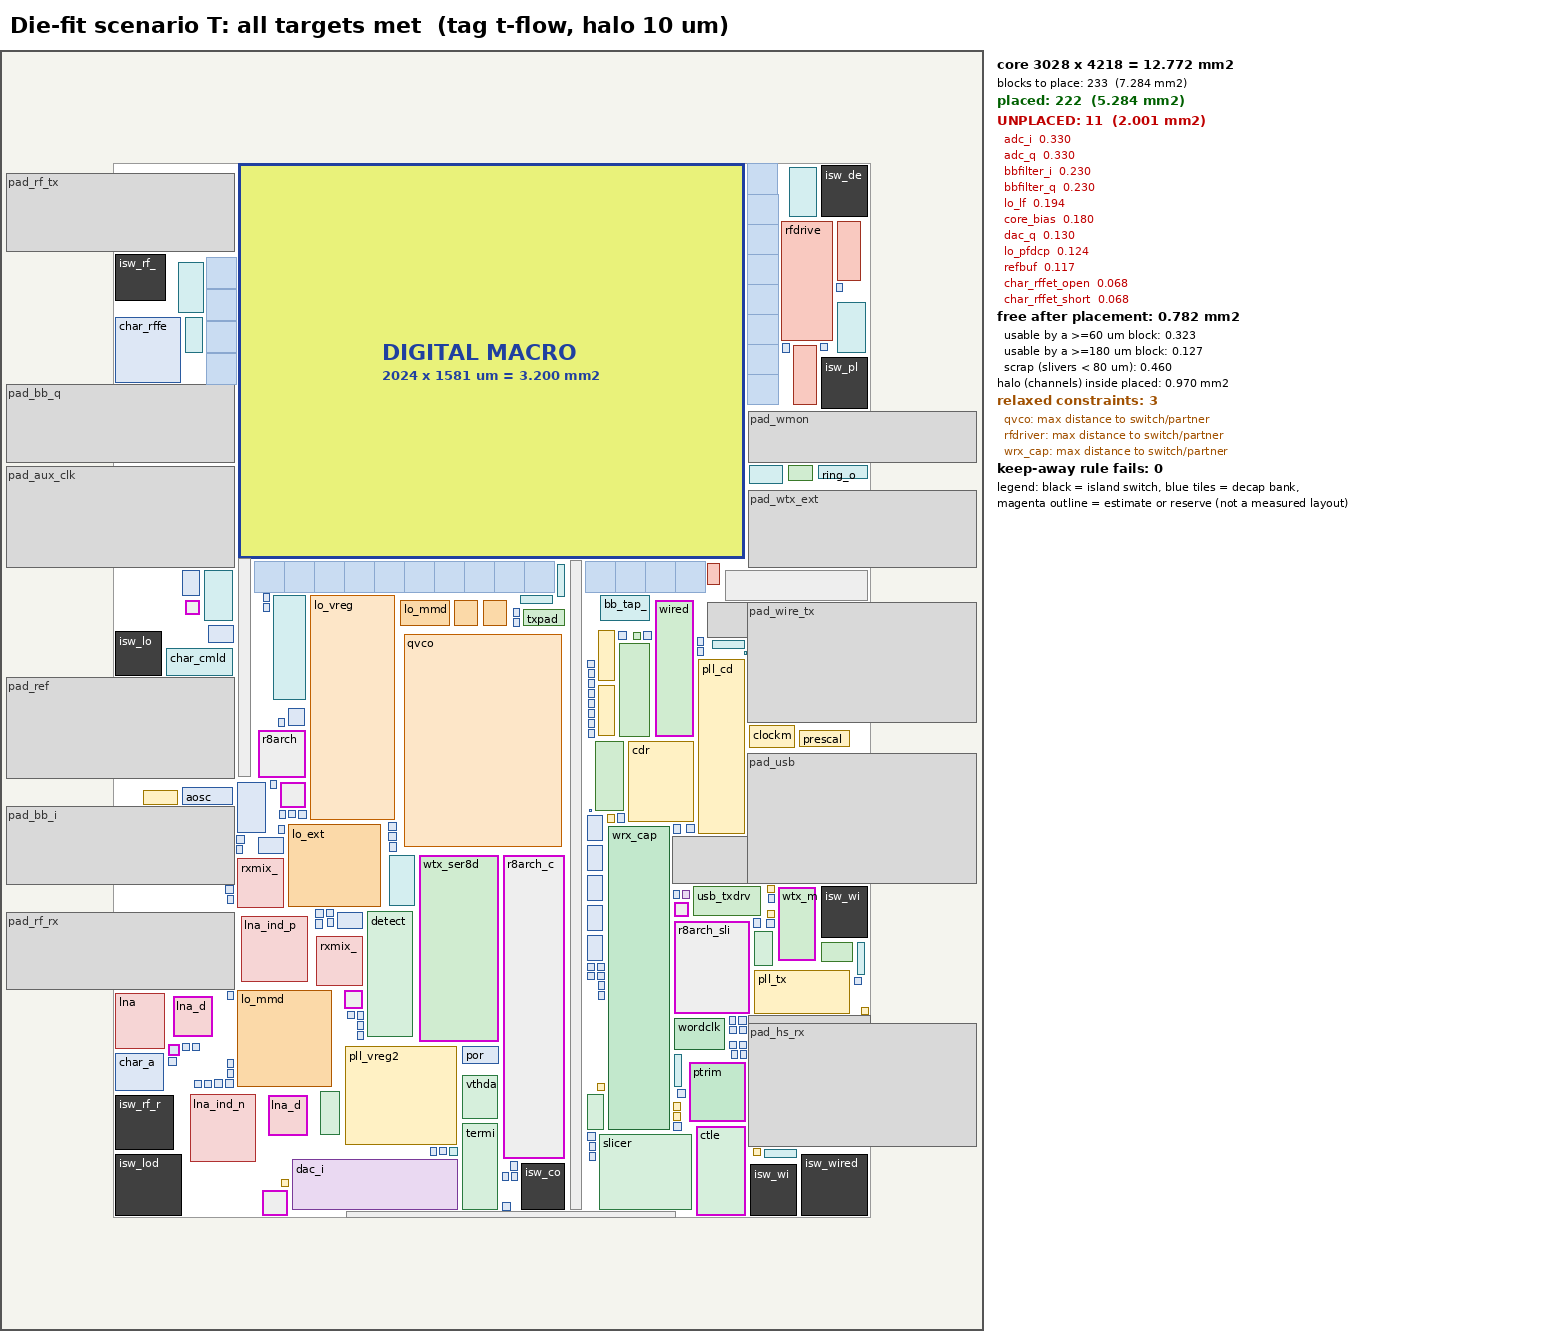 Die-fit scenario T: all targets met  (tag t-flow, halo 10 um)
core 3028 x 4218 = 12.772 mm2
blocks to place: 233  (7.284 mm2)
placed: 222  (5.284 mm2)
UNPLACED: 11  (2.001 mm2)
adc_i  0.330
adc_q  0.330
bbfilter_i  0.230
bbfilter_q  0.230
lo_lf  0.194
core_bias  0.180
dac_q  0.130
lo_pfdcp  0.124
refbuf  0.117
char_rffet_open  0.068
char_rffet_short  0.068
free after placement: 0.782 mm2
usable by a >=60 um block: 0.323
usable by a >=180 um block: 0.127
scrap (slivers < 80 um): 0.460
halo (channels) inside placed: 0.970 mm2
relaxed constraints: 3
qvco: max distance to switch/partner
rfdriver: max distance to switch/partner
wrx_cap: max distance to switch/partner
keep-away rule fails: 0
legend: black = island switch, blue tiles = decap bank,
magenta outline = estimate or reserve (not a measured layout)
pad_rf_tx
isw_rf_
char_rffe
pad_bb_q
pad_aux_clk
DIGITAL MACRO
2024 x 1581 um = 3.200 mm2
isw_de
rfdrive
isw_pl
pad_wmon
ring_o
pad_wtx_ext
isw_lo
char_cmld
pad_ref
aosc
pad_bb_i
pad_rf_rx
lo_vreg
lo_mmd
txpad
qvco
r8arch
lo_ext
rxmix_
wtx_ser8d
r8arch_c
lna_ind_p
rxmix_
detect
lna
lna_d
lo_mmd
char_a
isw_rf_r
lna_ind_n
lna_d
isw_lod
pll_vreg2
por
vthda
termi
dac_i
isw_co
bb_tap_
wired
pad_wire_tx
pll_cd
clockm
prescal
cdr
pad_usb
wrx_cap
usb_txdrv
wtx_m
isw_wi
r8arch_sli
pll_tx
wordclk
pad_hs_rx
ptrim
slicer
ctle
isw_wi
isw_wired